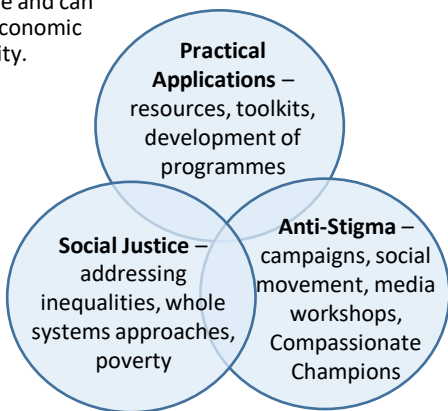 e and can
economic
ity.
Practical
Applications –
resources, toolkits,
development of
programmes
Social Justice –
addressing
inequalities, whole
systems approaches,
poverty
Anti-Stigma –
campaigns, social
movement, media
workshops,
Compassionate
Champions